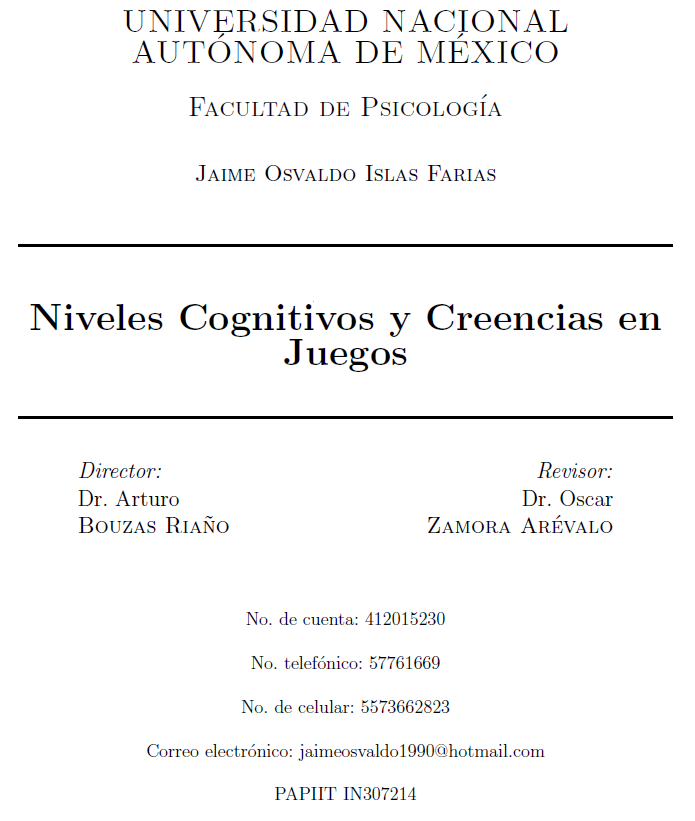 UNIVERSIDAD NACIONAL
AUTÓNOMA DE MÉXICO
Facultad de Psicología
Jaime Osvaldo Islas Farias
Niveles Cognitivos y Creencias en
Juegos
Director:
Dr. Arturo
Bouzas Riaño
Revisor:
Dr. Oscar
Zamora Arévalo
No. de cuenta: 412015230
No. telefónico: 57761669
No. de celular: 5573662823
Correo electrónico: jaimeosvaldo1990@hotmail.com
PAPIIT IN307214